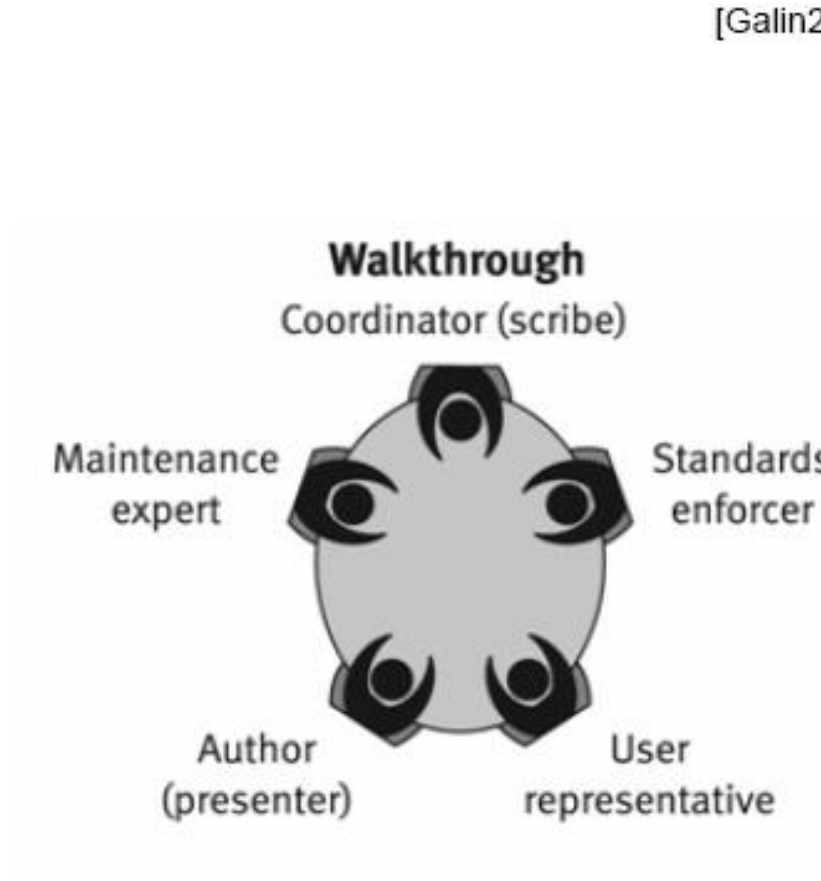 [Galin2
Walkthrough
Coordinator (scribe)
Maintenance
expert
Standards
enforcer
Author
(presenter)
User
representative